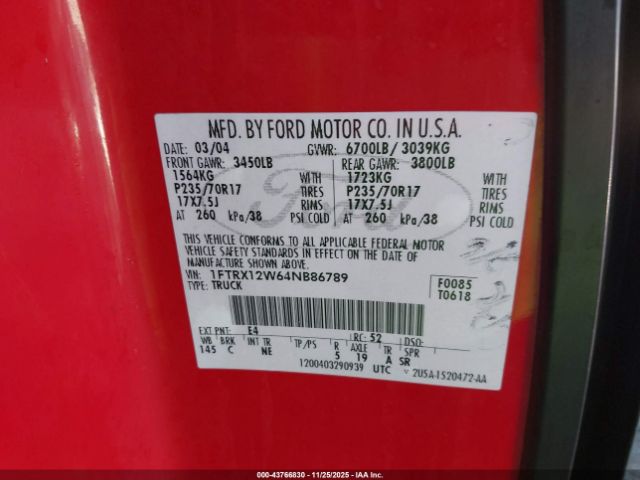 MFD. BY FORD MOTOR CO. IN U.S.A.
DATE: 03/04 GVWR: 6700LB/ 3039KG
FRONT GAWR: 3450LB REAR GAWR: 3800LB
1564KG WITH 1723KG WITH
P235/70R17 TIRES P235/70R17 TIRES
17X7.5J RIMS 17X7.5J RIMS
AT 260 kPa/38 PSI COLD AT 260 kPa/38 PSI COLD
THIS VEHICLE CONFORMS TO ALL APPLICABLE FEDERAL MOTOR
VEHICLE SAFETY STANDARDS IN EFFECT ON THE DATE OF
MANUFACTURE SHOWN ABOVE.
VIN: 1FTRX12W64NB86789 F0085
TYPE: TRUCK T0618
EXT PNT: E4 RC: 52 DSO:
WB BRK INT TR TP/PS R AXLE TR SPR
145 C NE 5 19 A SR
1200403290939 UTC 2U5A-1520472-AA
Ford
000-43766830 - 11/25/2025 - IAA Inc.